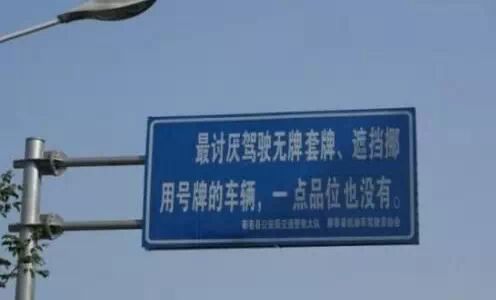 最讨厌驾驶无牌套牌、遮挡挪
用号牌的车辆，一点品位也没有。